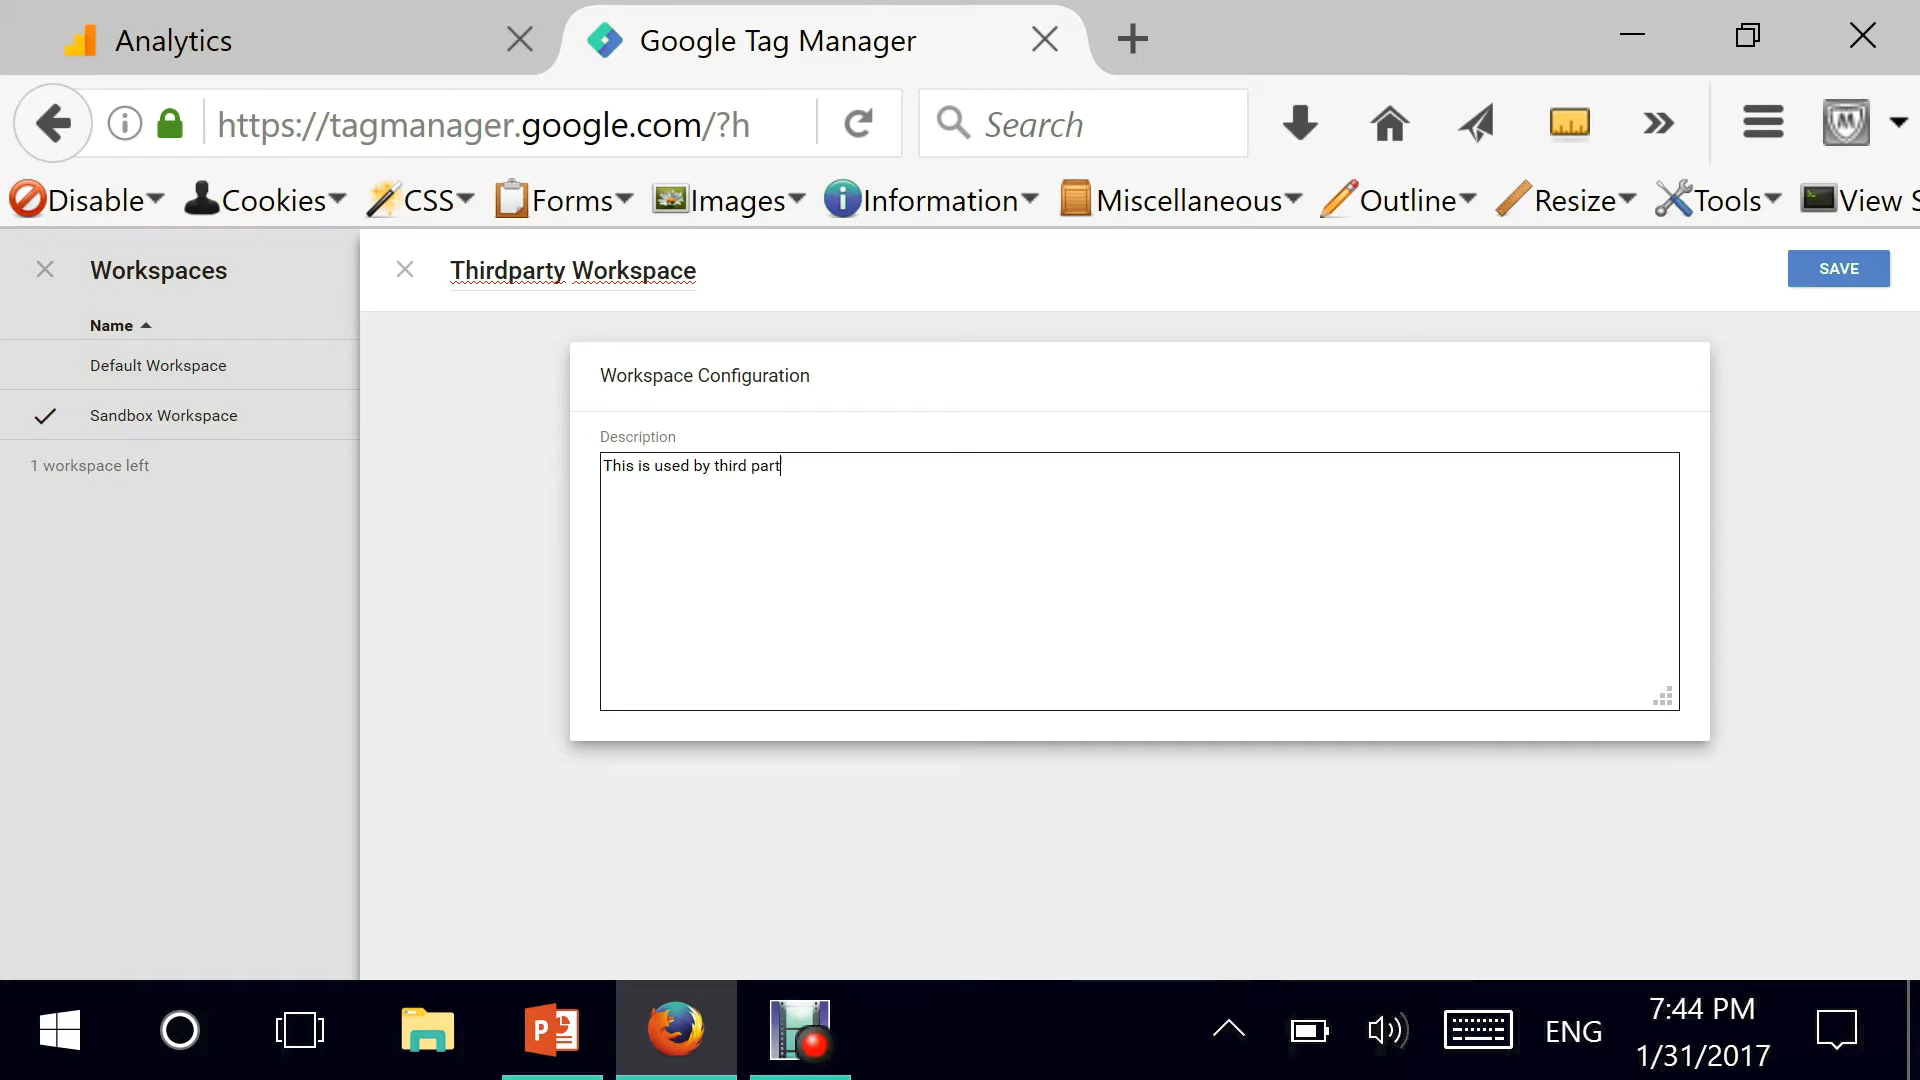 Analytics
Google Tag Manager
https://tagmanager.google.com/?h
Search
Disable Cookies CSS Forms Images Information Miscellaneous Outline Resize Tools View S
Workspaces
Thirdparty Workspace
SAVE
Name
Default Workspace
Sandbox Workspace
1 workspace left
Workspace Configuration
Description
This is used by third part
ENG
7:44 PM
1/31/2017